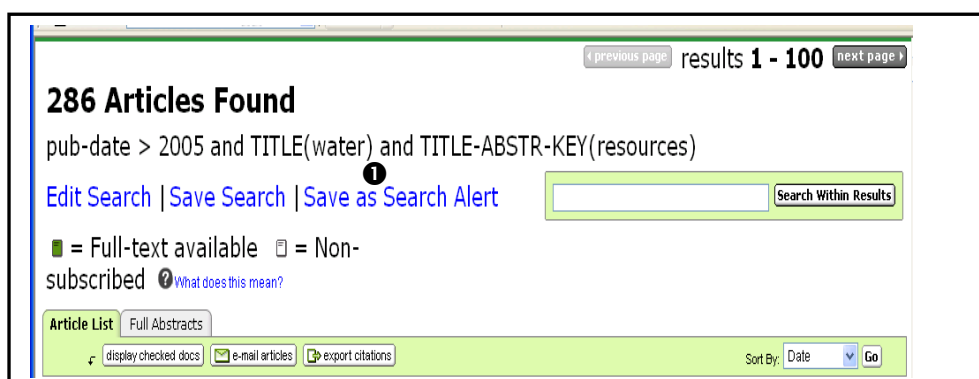 previous page results 1 - 100 next page
286 Articles Found
pub-date > 2005 and TITLE(water) and TITLE-ABSTR-KEY(resources)
❶
Edit Search | Save Search | Save as Search Alert
Search Within Results
= Full-text available = Non-
subscribed ? What does this mean?
Article List Full Abstracts
display checked docs e-mail articles export citations Sort By: Date Go